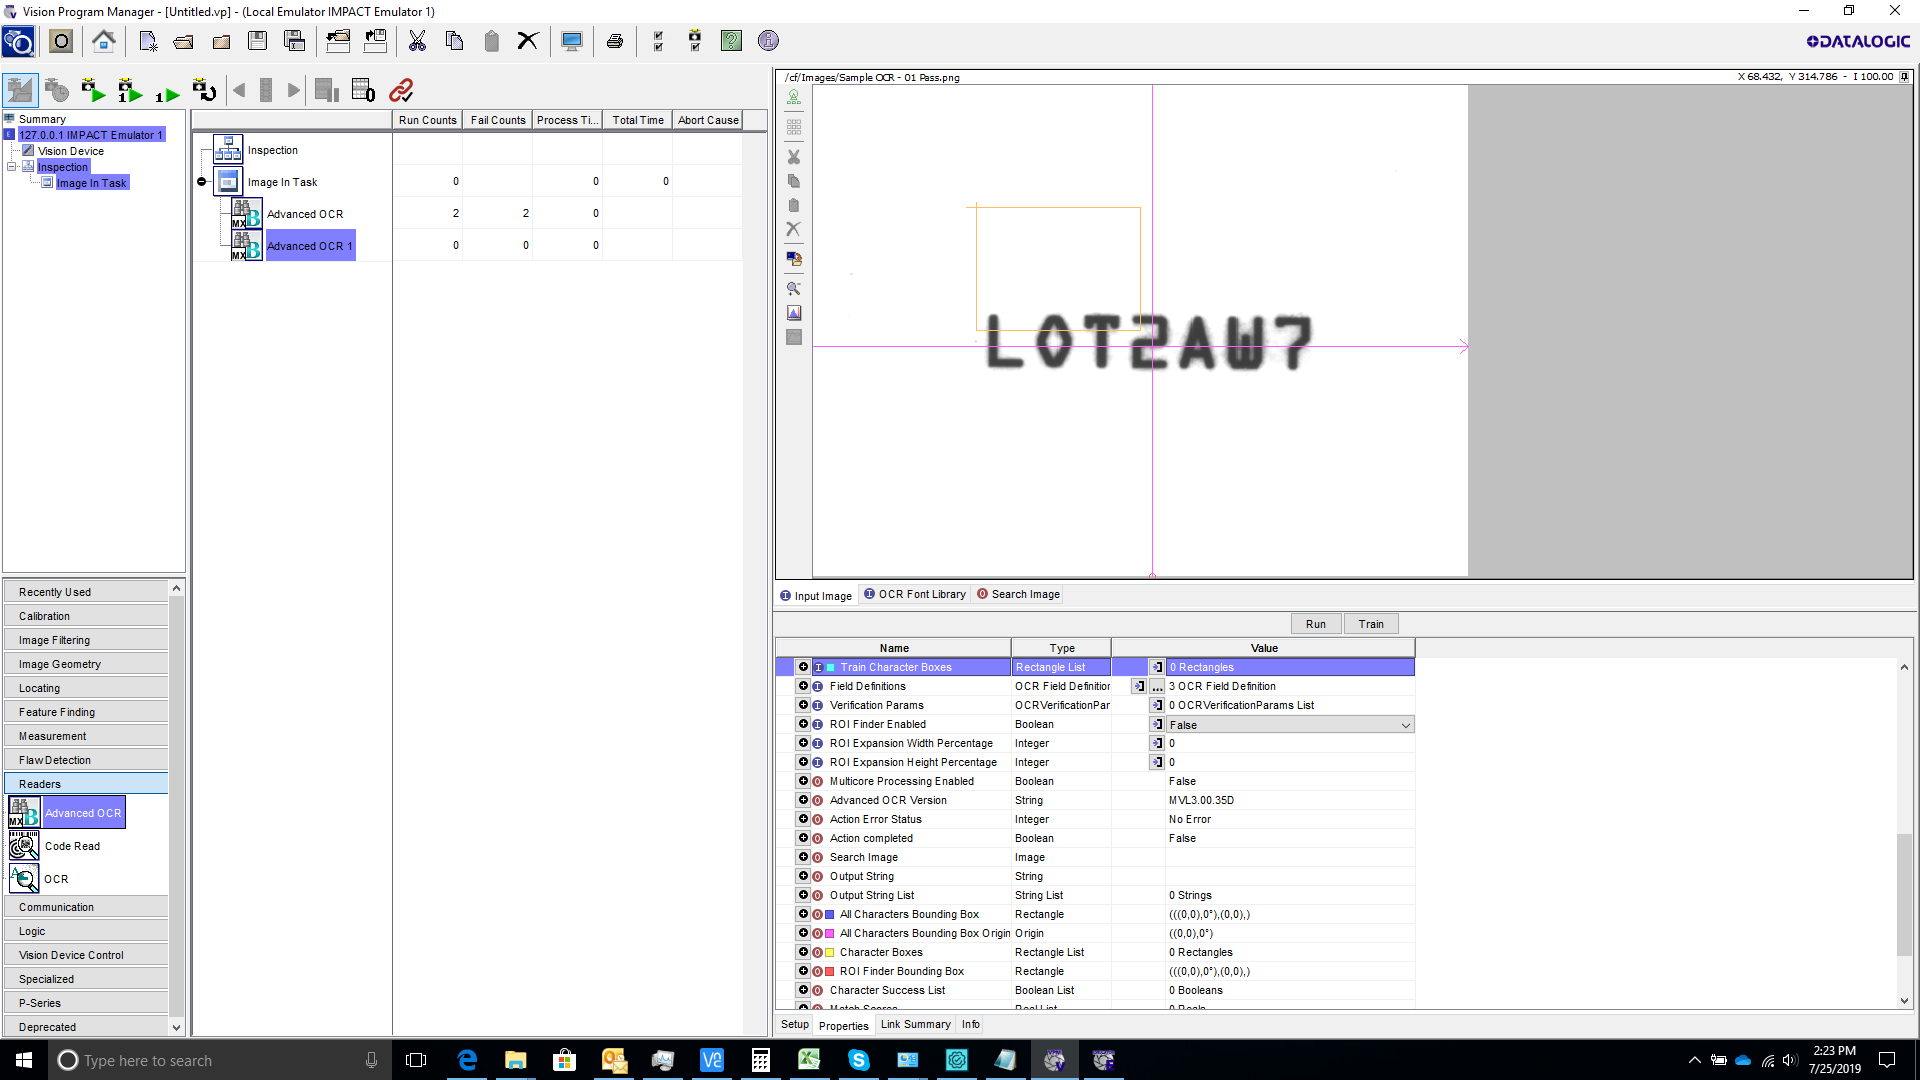 Vision Program Manager - [Untitled.vp] - (Local Emulator IMPACT Emulator 1)
DATALOGIC
Summary
127.0.0.1 IMPACT Emulator 1
Vision Device
Inspection
Image In Task
Run Counts Fail Counts Process Ti... Total Time Abort Cause
Inspection
Image In Task 0 0 0
Advanced OCR 2 2 0
Advanced OCR 1 0 0 0
Recently Used
Calibration
Image Filtering
Image Geometry
Locating
Feature Finding
Measurement
Flaw Detection
Readers
Advanced OCR
Code Read
OCR
Communication
Logic
Vision Device Control
Specialized
P-Series
Deprecated
/cf/Images/Sample OCR - 01 Pass.png
X 68.432, Y 314.786 - I 100.00
LOT2AW7
Input Image OCR Font Library Search Image
Run Train
Name Type Value
Train Character Boxes Rectangle List 0 Rectangles
Field Definitions OCR Field Definition ... 3 OCR Field Definition
Verification Params OCRVerificationPar 0 OCRVerificationParams List
ROI Finder Enabled Boolean False
ROI Expansion Width Percentage Integer 0
ROI Expansion Height Percentage Integer 0
Multicore Processing Enabled Boolean False
Advanced OCR Version String MVL3.00.35D
Action Error Status Integer No Error
Action completed Boolean False
Search Image Image
Output String String
Output String List String List 0 Strings
All Characters Bounding Box Rectangle (((0,0),0°),(0,0),)
All Characters Bounding Box Origin Origin ((0,0),0°)
Character Boxes Rectangle List 0 Rectangles
ROI Finder Bounding Box Rectangle (((0,0),0°),(0,0),)
Character Success List Boolean List 0 Booleans
Match Scores Real List 0 Reals
Setup Properties Link Summary Info
Type here to search
2:23 PM
7/25/2019